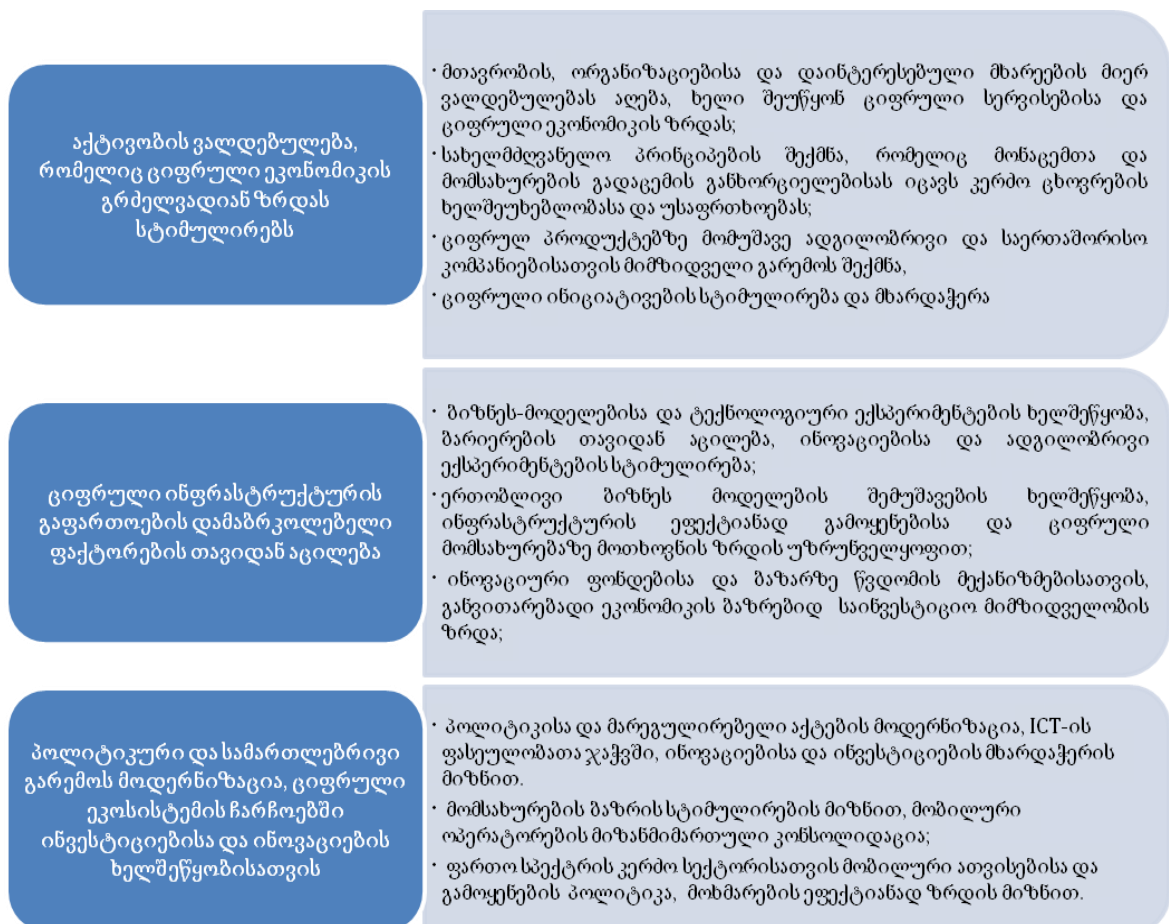 აქტივობის ვალდებულება,
რომელიც ციფრული ეკონომიკის
გრძელვადიან ზრდას
სტიმულირებს
· მთავრობის, ორგანიზაციებისა და დაინტერესებული მხარეების მიერ
ვალდებულებას აღება, ხელი შეუწყონ ციფრული სერვისებისა და
ციფრული ეკონომიკის ზრდას;
· სახელმძღვანელო პრინციპების შექმნა, რომელიც მონაცემთა და
მომსახურების გადაცემის განხორციელებისას იცავს კერმო ცხოვრების
ხელშეუხებლობასა და უსაფრთხოებას;
· ციფრულ პროდუქტებზე მომუშავე ადგილობრივი და საერთაშორისო
კომპანიებისათვის მიმზიდველი გარემოს შექმნა,
· ციფრული ინიციატივების სტიმულირება და მხარდაჭერა
ციფრული ინფრასტრუქტურის
გაფართოების დამაბრკოლებელი
ფაქტორების თავიდან აცილება
· ბიზნეს-მოდელებისა და ტექნოლოგიური ექსპერიმენტების ხელშეწყობა,
ბარიერების თავიდან აცილება, ინოვაციებისა და ადგილობრივი
ექსპერიმენტების სტიმულირება;
· ერთობლივი ბიზნეს მოდელების შემუშავების ხელშეწყობა,
ინფრასტრუქტურის ეფექტიანად გამოყენებისა და ციფრული
მომსახურებაზე მოთხოვნის ზრდის უზრუნველყოფით;
· ინოვაციური ფონდებისა და ბაზარზე წვდომის მექანიზმებისათვის,
განვითარებადი ეკონომიკის ბაზრებიდ საინვესტიციო მიმზიდველობის
ზრდა;
პოლიტიკური და სამართლებრივი
გარემოს მოდერნიზაცია, ციფრული
ეკოსისტემის ჩარჩოებში
ინვესტიციებისა და ინოვაციების
ხელშეწყობისათვის
· პოლიტიკისა და მარეგულირებელი აქტების მოდერნიზაცია, ICT-ის
ფასეულობათა ჯაჭვში, ინოვაციებისა და ინვესტიციების მხარდაჭერის
მიზნით.
· მომსახურების ბაზრის სტიმულირების მიზნით, მობილური
ოპერატორების მიზანმიმართული კონსოლიდაცია;
· ფართო სპექტრის კერმო სექტორისათვის მობილური ათვისებისა და
გამოყენების პოლიტიკა, მოხმარების ეფექტიანად ზრდის მიზნით.